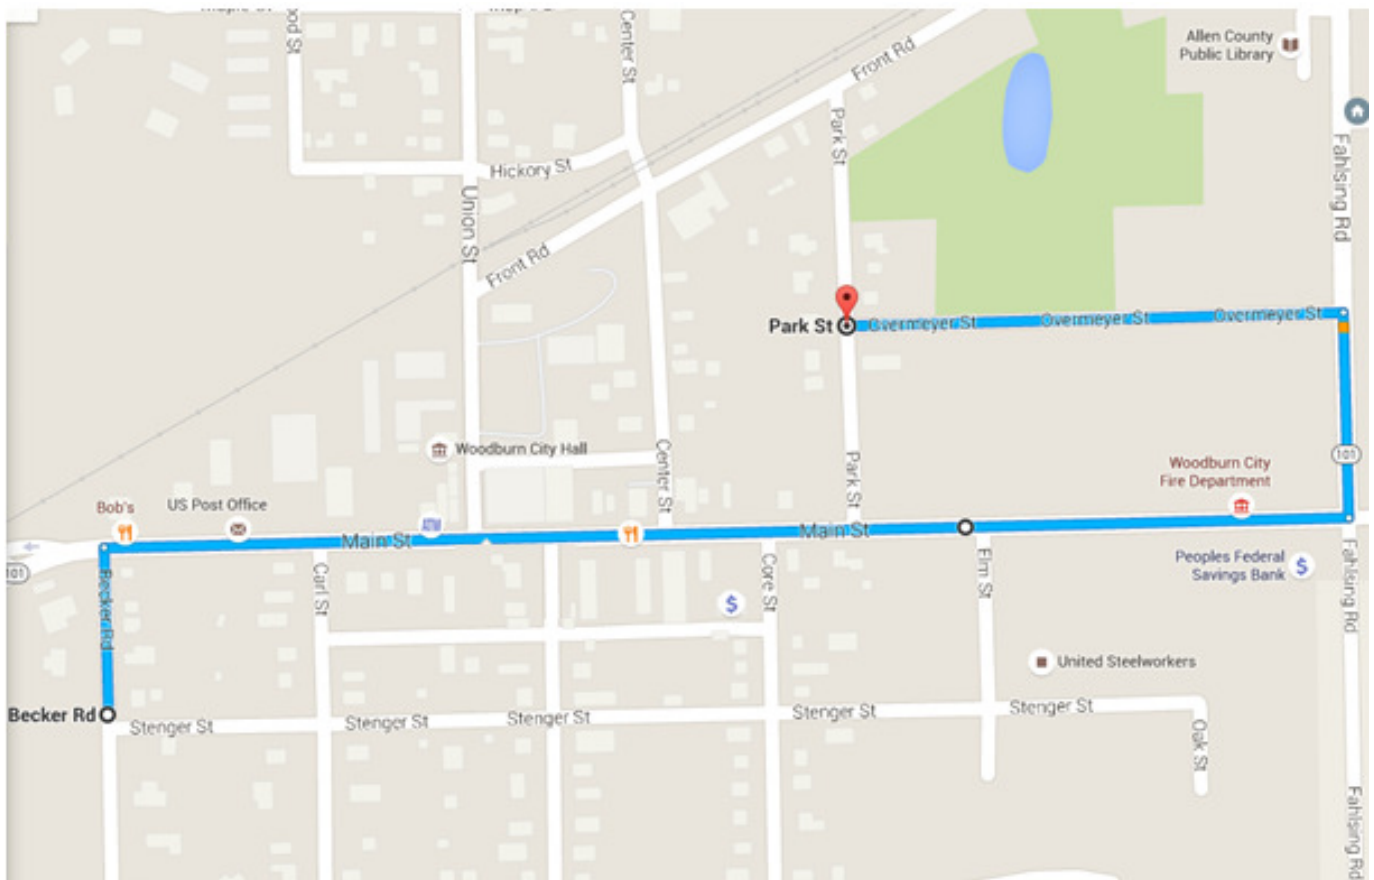 Center St
Front Rd
Allen County
Public Library
Park St
Fahlsing Rd
Hickory St
Union St
Front Rd
Park St
Overmeyer St
Overmeyer St
Overmeyer St
Woodburn City Hall
Center St
Park St
101
Woodburn City
Fire Department
Bob's
US Post Office
ATM
Main St
Main St
101
Becker Rd
Carl St
Core St
Elm St
Peoples Federal
Savings Bank
$
$
Fahlsing Rd
United Steelworkers
Becker Rd
Stenger St
Stenger St
Stenger St
Stenger St
Stenger St
Oak St
Fahlsing Rd